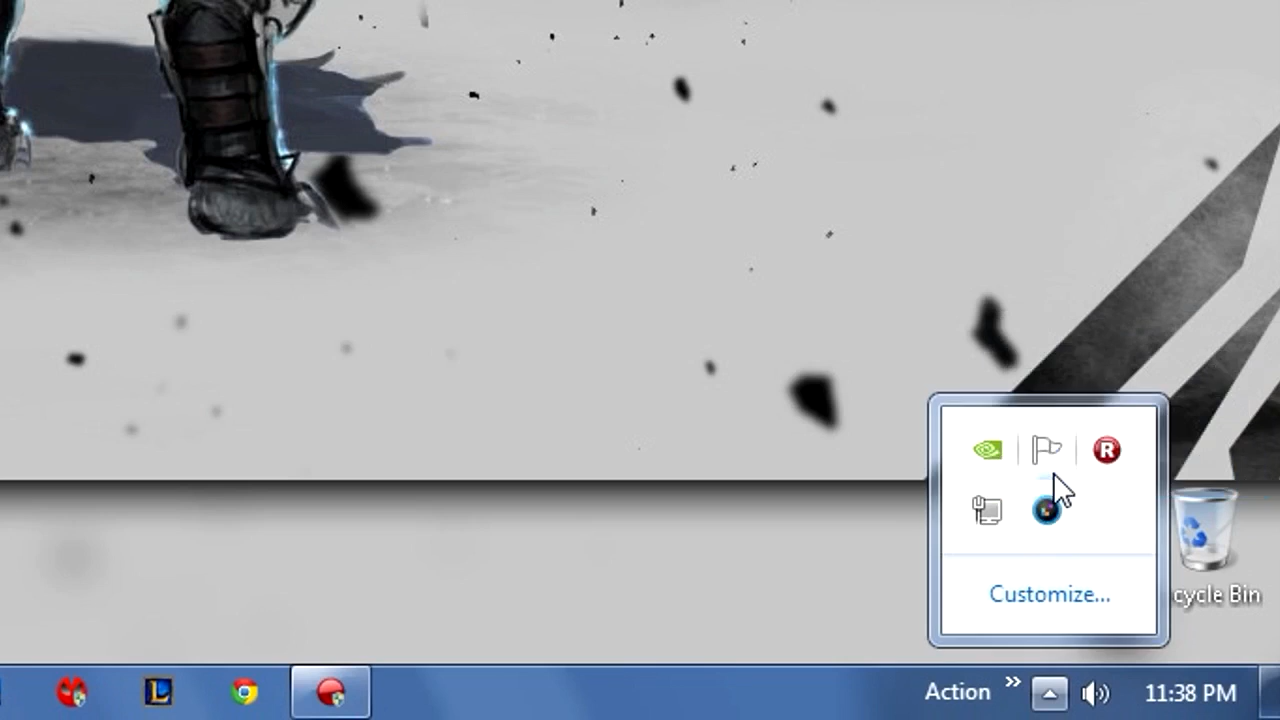 R
Customize...
cycle Bin
L
Action
11:38 PM